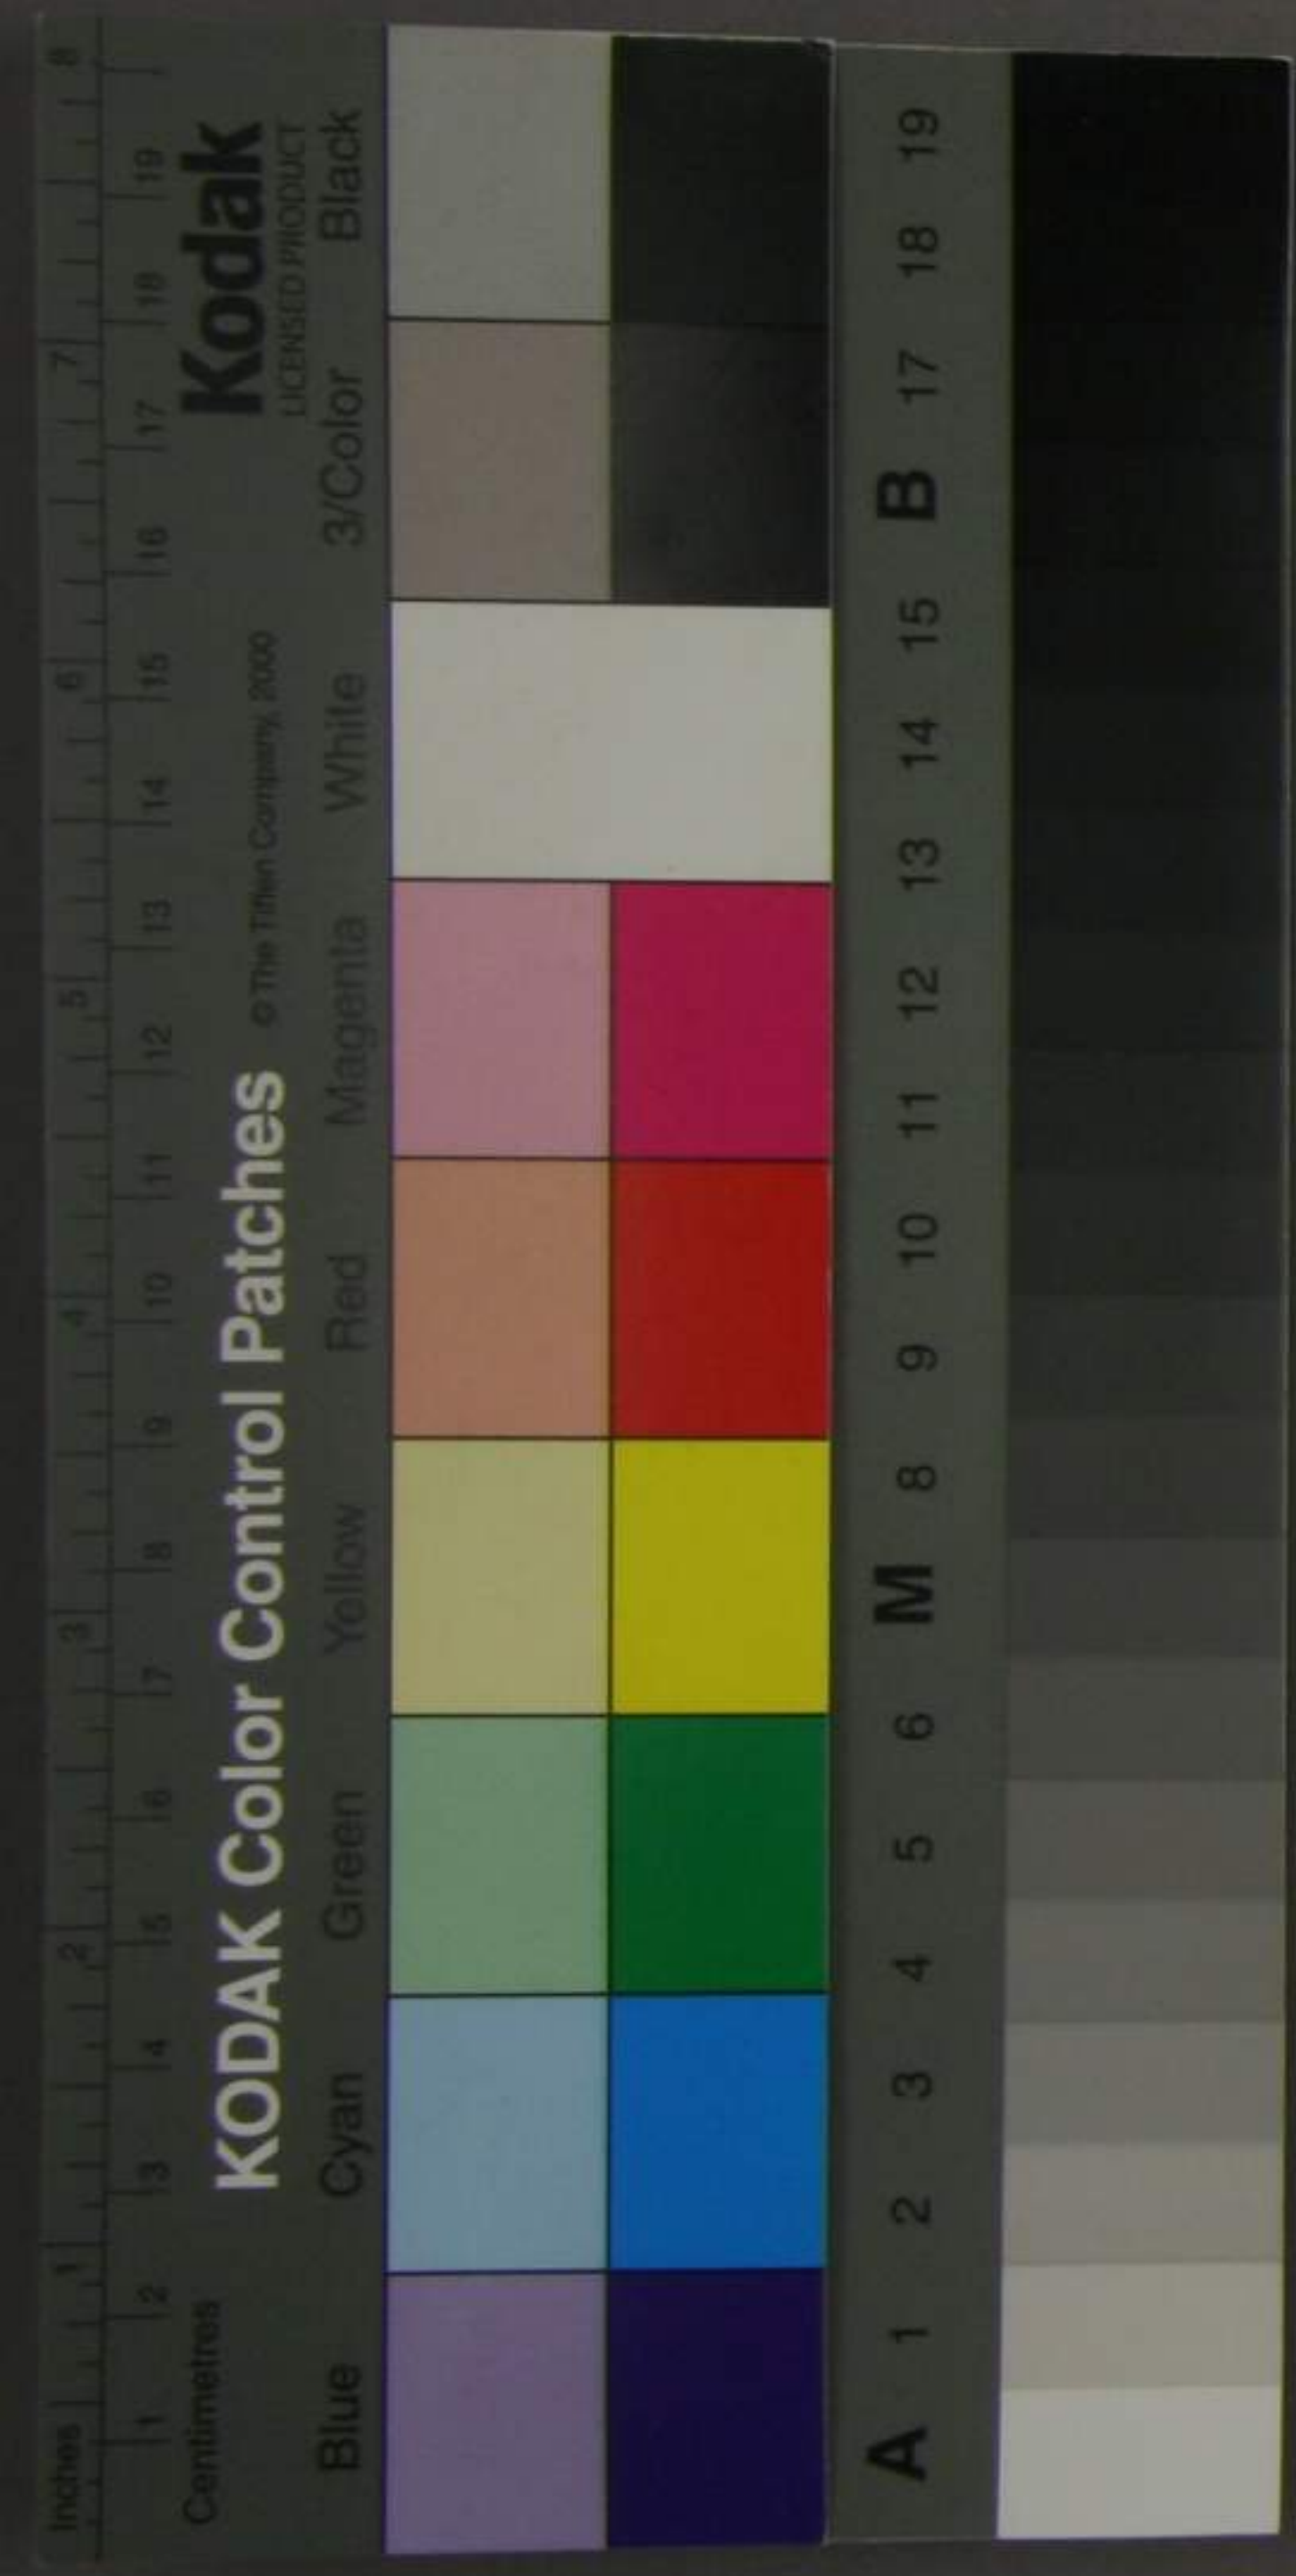 Inches 1 2 3 4 5 6 7 8
1 2 3 4 5 6 7 8 9 10 11 12 13 14 15 16 17 18 19
Centimetres
KODAK Color Control Patches © The Tiffen Company, 2000
Kodak
LICENSED PRODUCT
Blue Cyan Green Yellow Red Magenta White 3/Color Black
A 1 2 3 4 5 6 M 8 9 10 11 12 13 14 15 B 17 18 19